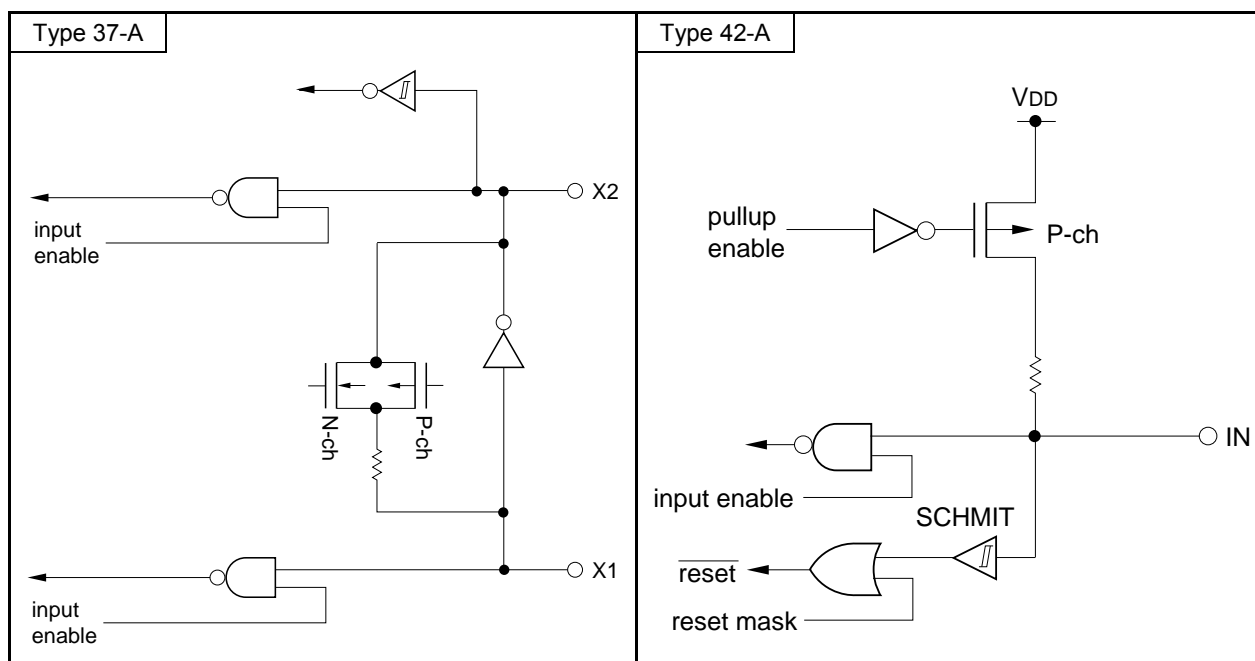 Type 37-A
X2
input
enable
N-ch
P-ch
X1
input
enable
Type 42-A
VDD
pullup
enable
P-ch
IN
input enable
SCHMIT
reset
reset mask